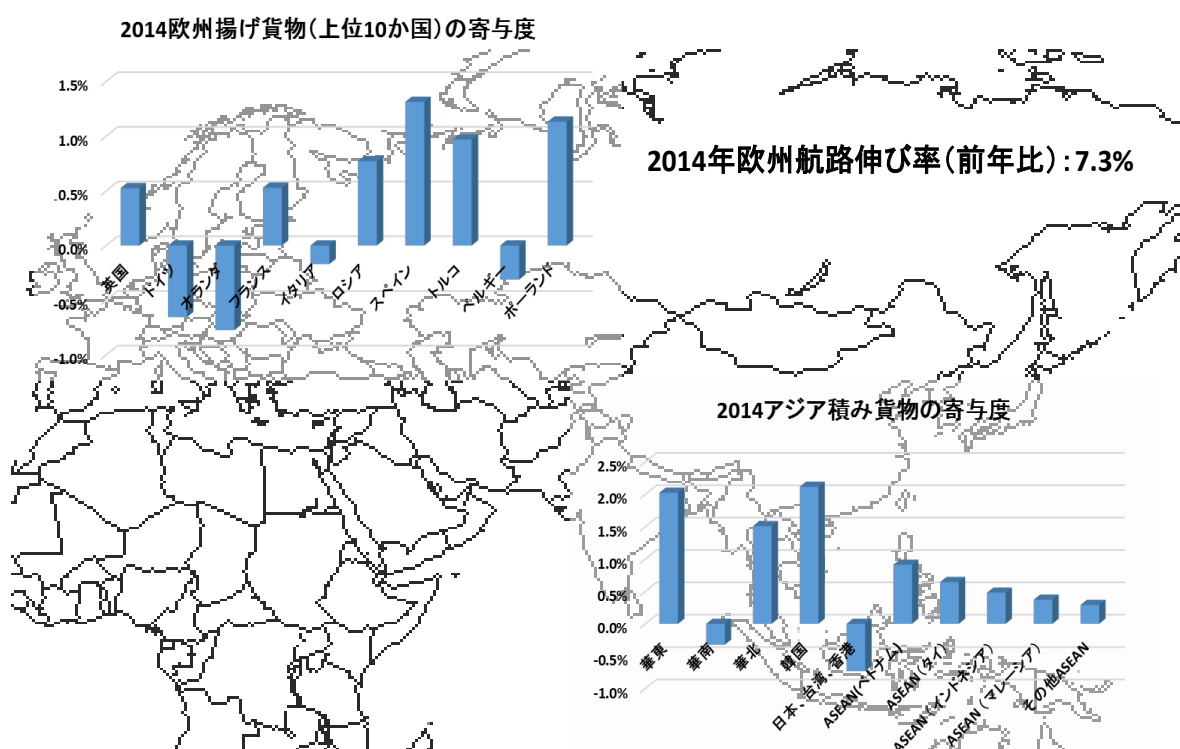 2014欧州揚げ貨物（上位10か国）の寄与度
1.5%
1.0%
0.5%
0.0%
-0.5%
-1.0%
英国
ドイツ
オランダ
フランス
イタリア
ロシア
スペイン
トルコ
ベルギー
ポーランド
2014年欧州航路伸び率（前年比）：7.3%
2014アジア積み貨物の寄与度
2.5%
2.0%
1.5%
1.0%
0.5%
0.0%
-0.5%
-1.0%
華東
華南
華北
韓国
日本、台湾、香港
ASEAN(ベトナム)
ASEAN（タイ）
ASEAN（インドネシア）
ASEAN（マレーシア）
その他ASEAN